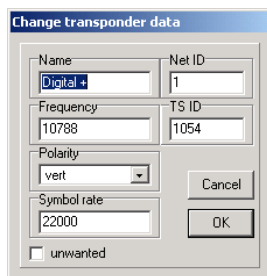 Change transponder data
Name
Net ID
Digital +
1
Frequency
TS ID
10788
1054
Polarity
vert
Cancel
Symbol rate
22000
OK
unwanted